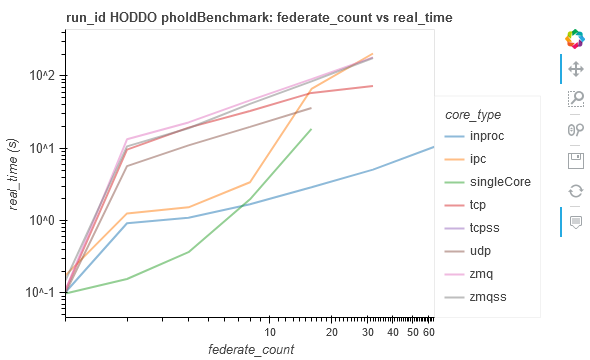 run_id HODDO pholdBenchmark: federate_count vs real_time
real_time (s)
10^2
10^1
10^0
10^-1
10
20
30
40
50
60
federate_count
core_type
inproc
ipc
singleCore
tcp
tcpss
udp
zmq
zmqss